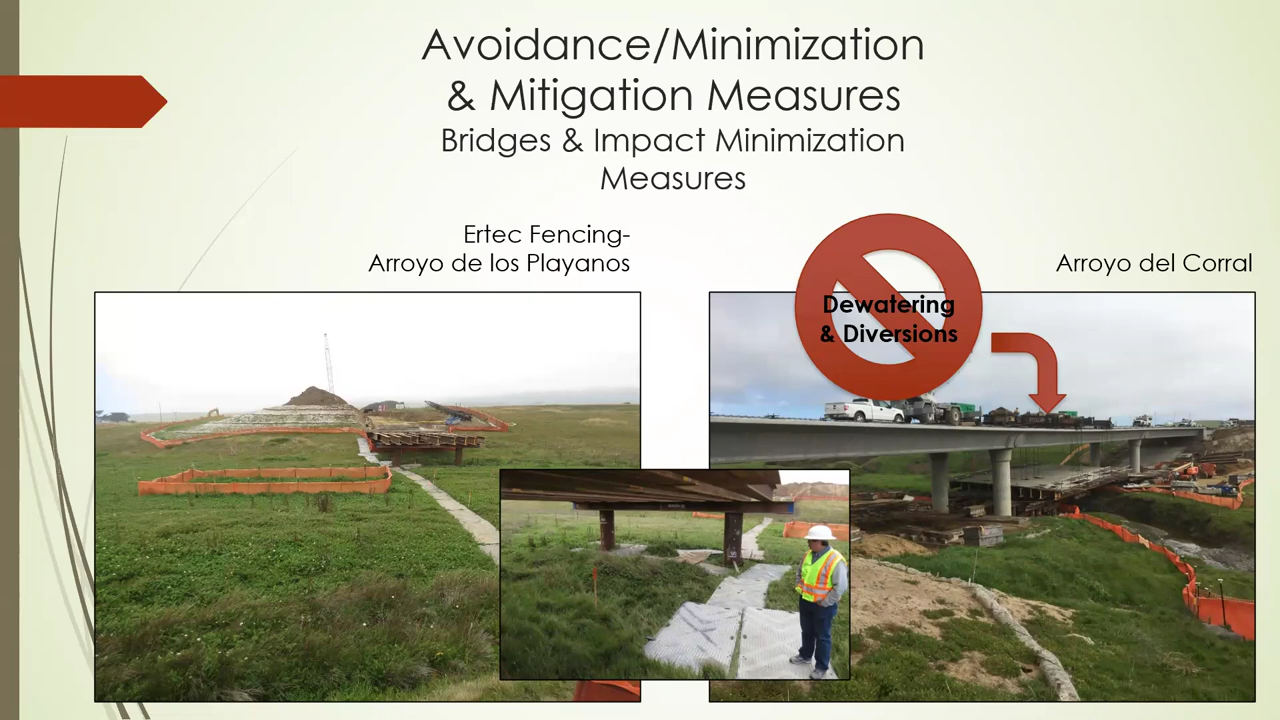 Avoidance/Minimization
& Mitigation Measures
Bridges & Impact Minimization
Measures
Ertec Fencing-
Arroyo de los Playanos
Arroyo del Corral
Dewatering
& Diversions